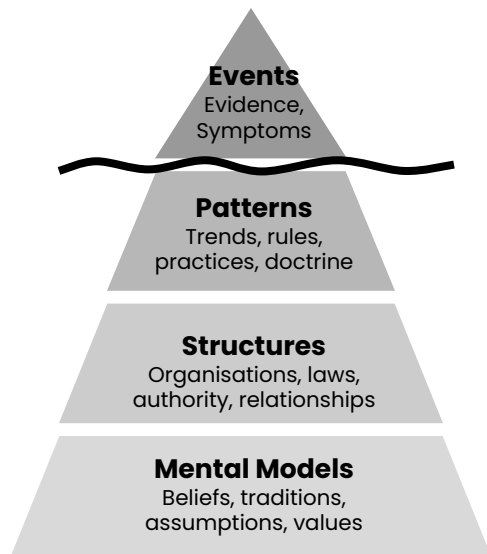 Events
Evidence,
Symptoms
Patterns
Trends, rules,
practices, doctrine
Structures
Organisations, laws,
authority, relationships
Mental Models
Beliefs, traditions,
assumptions, values